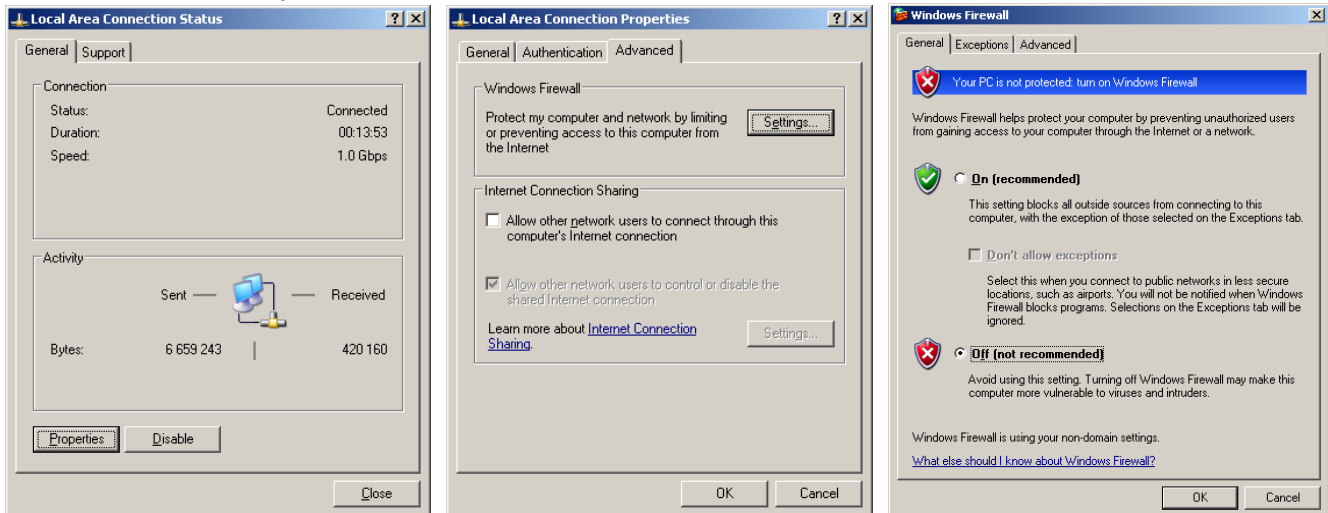 Local Area Connection Status
General
Support
Connection
Status:
Connected
Duration:
00:13:53
Speed:
1.0 Gbps
Activity
Sent
Received
Bytes:
6 659 243
420 160
Properties
Disable
Close
Local Area Connection Properties
General
Authentication
Advanced
Windows Firewall
Protect my computer and network by limiting
or preventing access to this computer from
the Internet
Settings...
Internet Connection Sharing
Allow other network users to connect through this
computer's Internet connection
Allow other network users to control or disable the
shared Internet connection
Learn more about Internet Connection
Sharing.
Settings...
OK
Cancel
Windows Firewall
General
Exceptions
Advanced
Your PC is not protected: turn on Windows Firewall
Windows Firewall helps protect your computer by preventing unauthorized users
from gaining access to your computer through the Internet or a network.
On (recommended)
This setting blocks all outside sources from connecting to this
computer, with the exception of those selected on the Exceptions tab.
Don't allow exceptions
Select this when you connect to public networks in less secure
locations, such as airports. You will not be notified when Windows
Firewall blocks programs. Selections on the Exceptions tab will be
ignored.
Off (not recommended)
Avoid using this setting. Turning off Windows Firewall may make this
computer more vulnerable to viruses and intruders.
Windows Firewall is using your non-domain settings.
What else should I know about Windows Firewall?
OK
Cancel